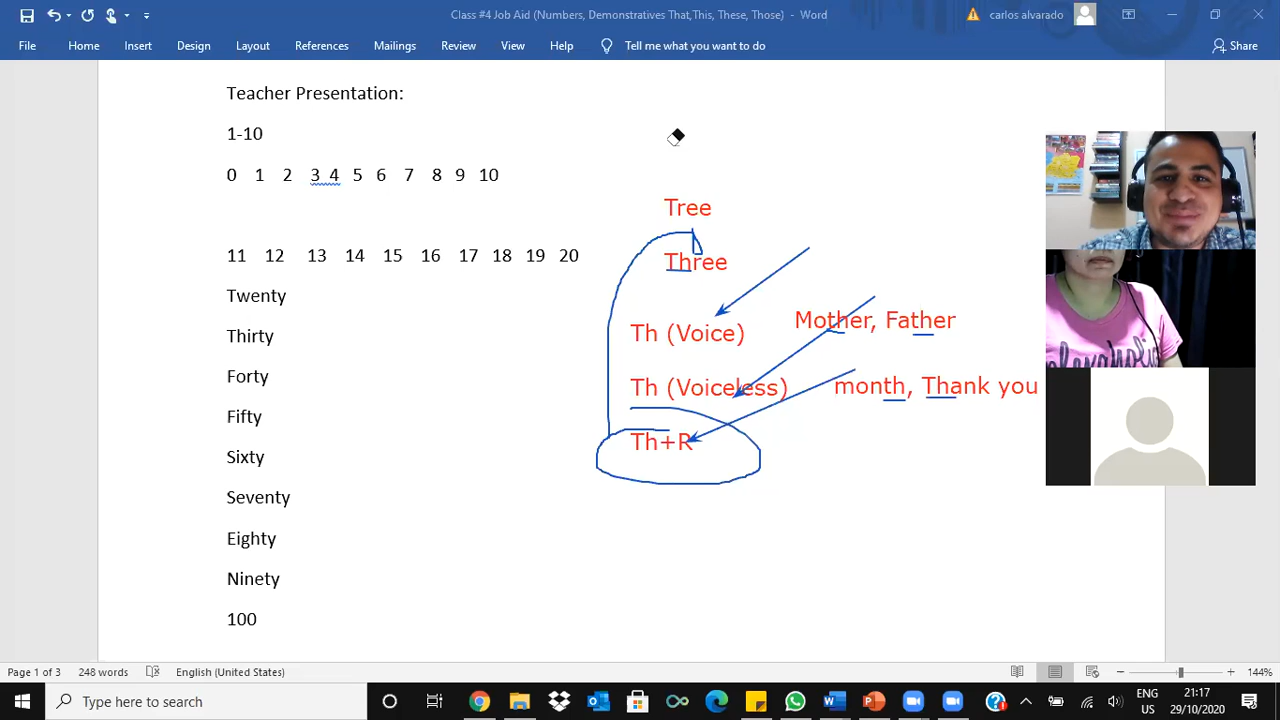 Class #4 Job Aid (Numbers, Demonstratives That,This, These, Those) - Word
carlos alvarado
File Home Insert Design Layout References Mailings Review View Help Tell me what you want to do Share
Teacher Presentation:
1-10
0 1 2 3 4 5 6 7 8 9 10
Tree
11 12 13 14 15 16 17 18 19 20
Three
Twenty
Thirty
Th (Voice) Mother, Father
Forty
Th (Voiceless) month, Thank you
Fifty
Th+R
Sixty
Seventy
Eighty
Ninety
100
Page 1 of 3 248 words English (United States) 144%
Type here to search
ENG
US
21:17
29/10/2020